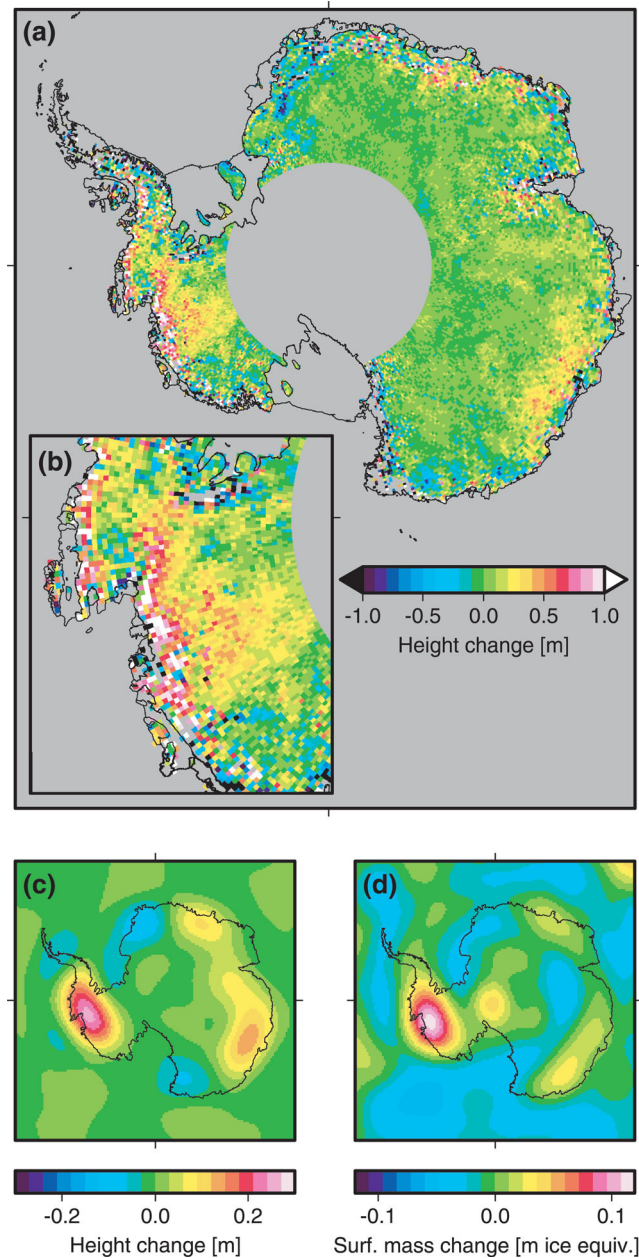 (a)
(b)
-1.0 -0.5 0.0 0.5 1.0
Height change [m]
(c)
(d)
-0.2 0.0 0.2
Height change [m]
-0.1 0.0 0.1
Surf. mass change [m ice equiv.]